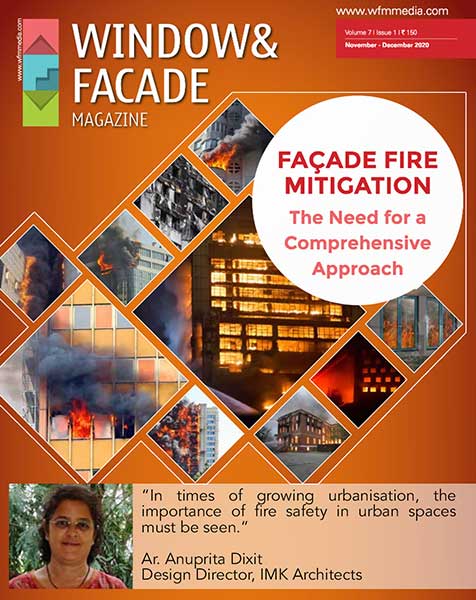 www.wfmmedia.com
www.wfmmedia.com
WINDOW&
FACADE
MAGAZINE
Volume 7 | Issue 1 | ₹ 150
November - December 2020
FAÇADE FIRE
MITIGATION
The Need for a
Comprehensive
Approach
“In times of growing urbanisation, the
importance of fire safety in urban spaces
must be seen.”
Ar. Anuprita Dixit
Design Director, IMK Architects